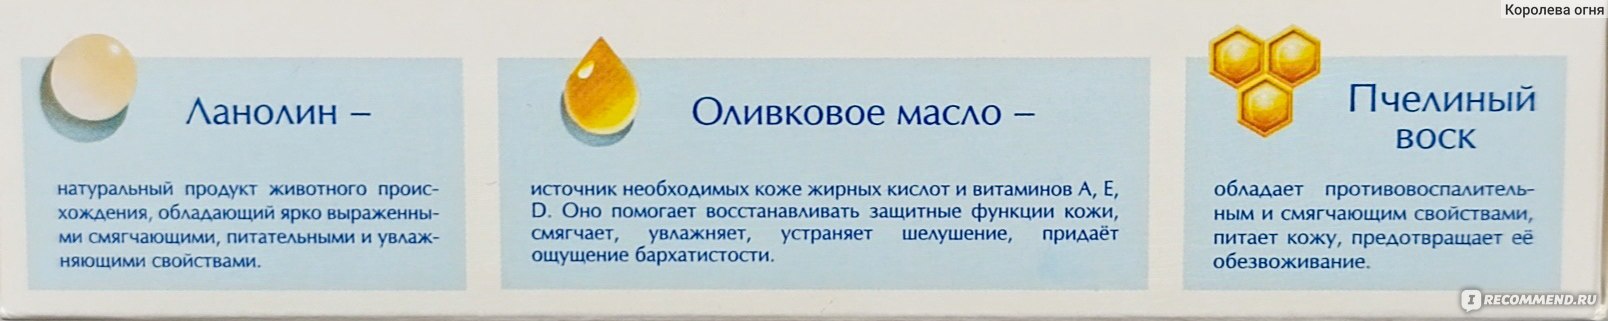 Королева огня
Ланолин –
натуральный продукт животного проис-
хождения, обладающий ярко выраженны-
ми смягчающими, питательными и увлаж-
няющими свойствами.
Оливковое масло –
источник необходимых коже жирных кислот и витаминов А, Е,
D. Оно помогает восстанавливать защитные функции кожи,
смягчает, увлажняет, устраняет шелушение, придаёт
ощущение бархатистости.
Пчелиный
воск
обладает противовоспалитель-
ным и смягчающим свойствами,
питает кожу, предотвращает её
обезвоживание.
IRECOMMEND.RU